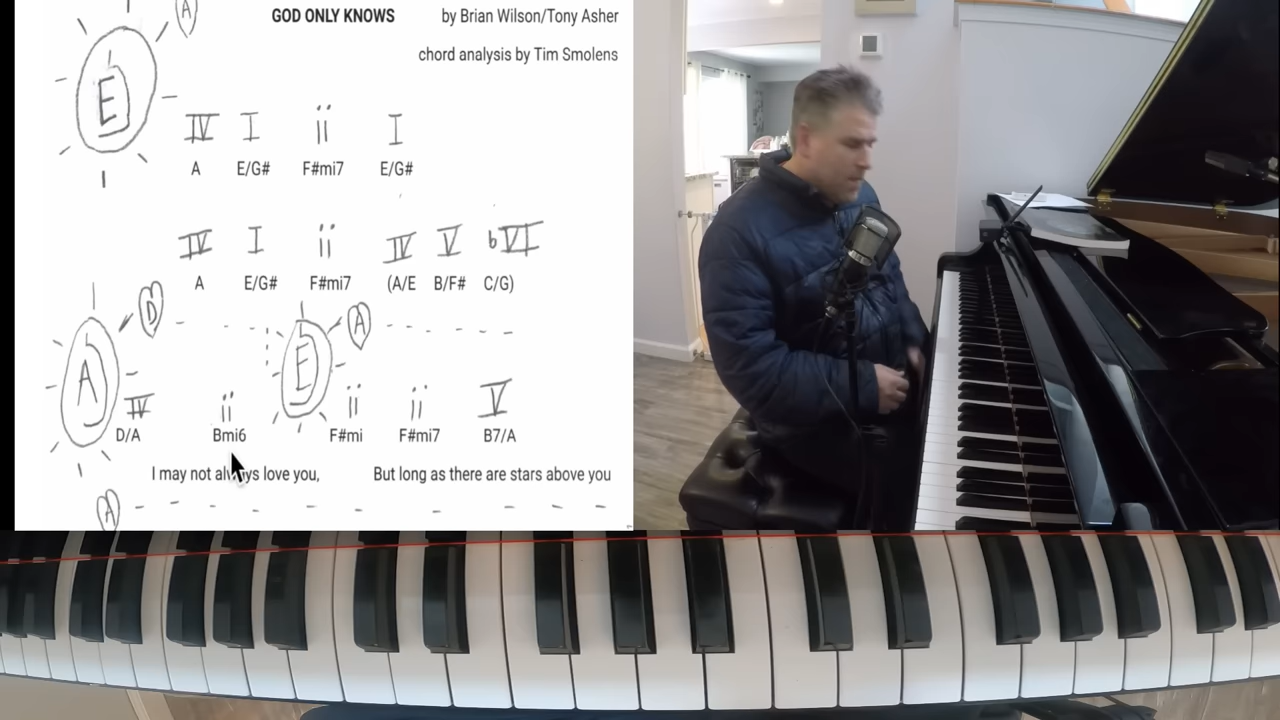 GOD ONLY KNOWS by Brian Wilson/Tony Asher
(A)
chord analysis by Tim Smolens
E
IV I ii I
A E/G# F#mi7 E/G#
IV I ii IV V bVI
A E/G# F#mi7 (A/E B/F# C/G)
D A
A E
IV ii ii ii V
D/A Bmi6 F#mi F#mi7 B7/A
I may not always love you, But long as there are stars above you
A